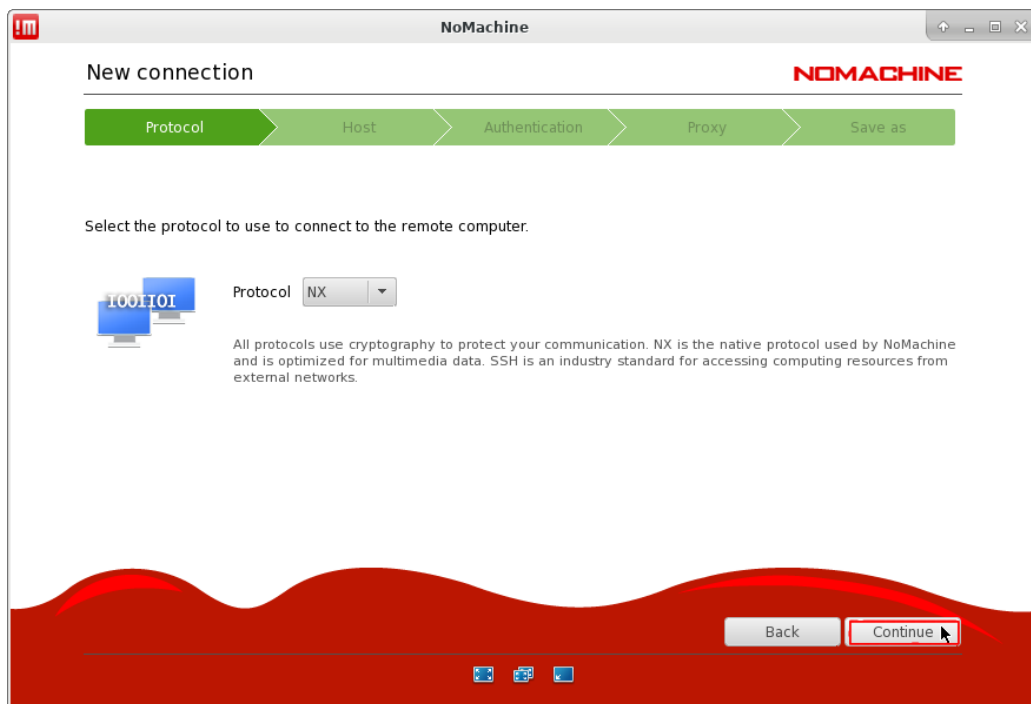 !m
NoMachine
New connection
NOMACHINE
Protocol Host Authentication Proxy Save as
Select the protocol to use to connect to the remote computer.
IOOIIOI
Protocol NX
All protocols use cryptography to protect your communication. NX is the native protocol used by NoMachine
and is optimized for multimedia data. SSH is an industry standard for accessing computing resources from
external networks.
Back Continue